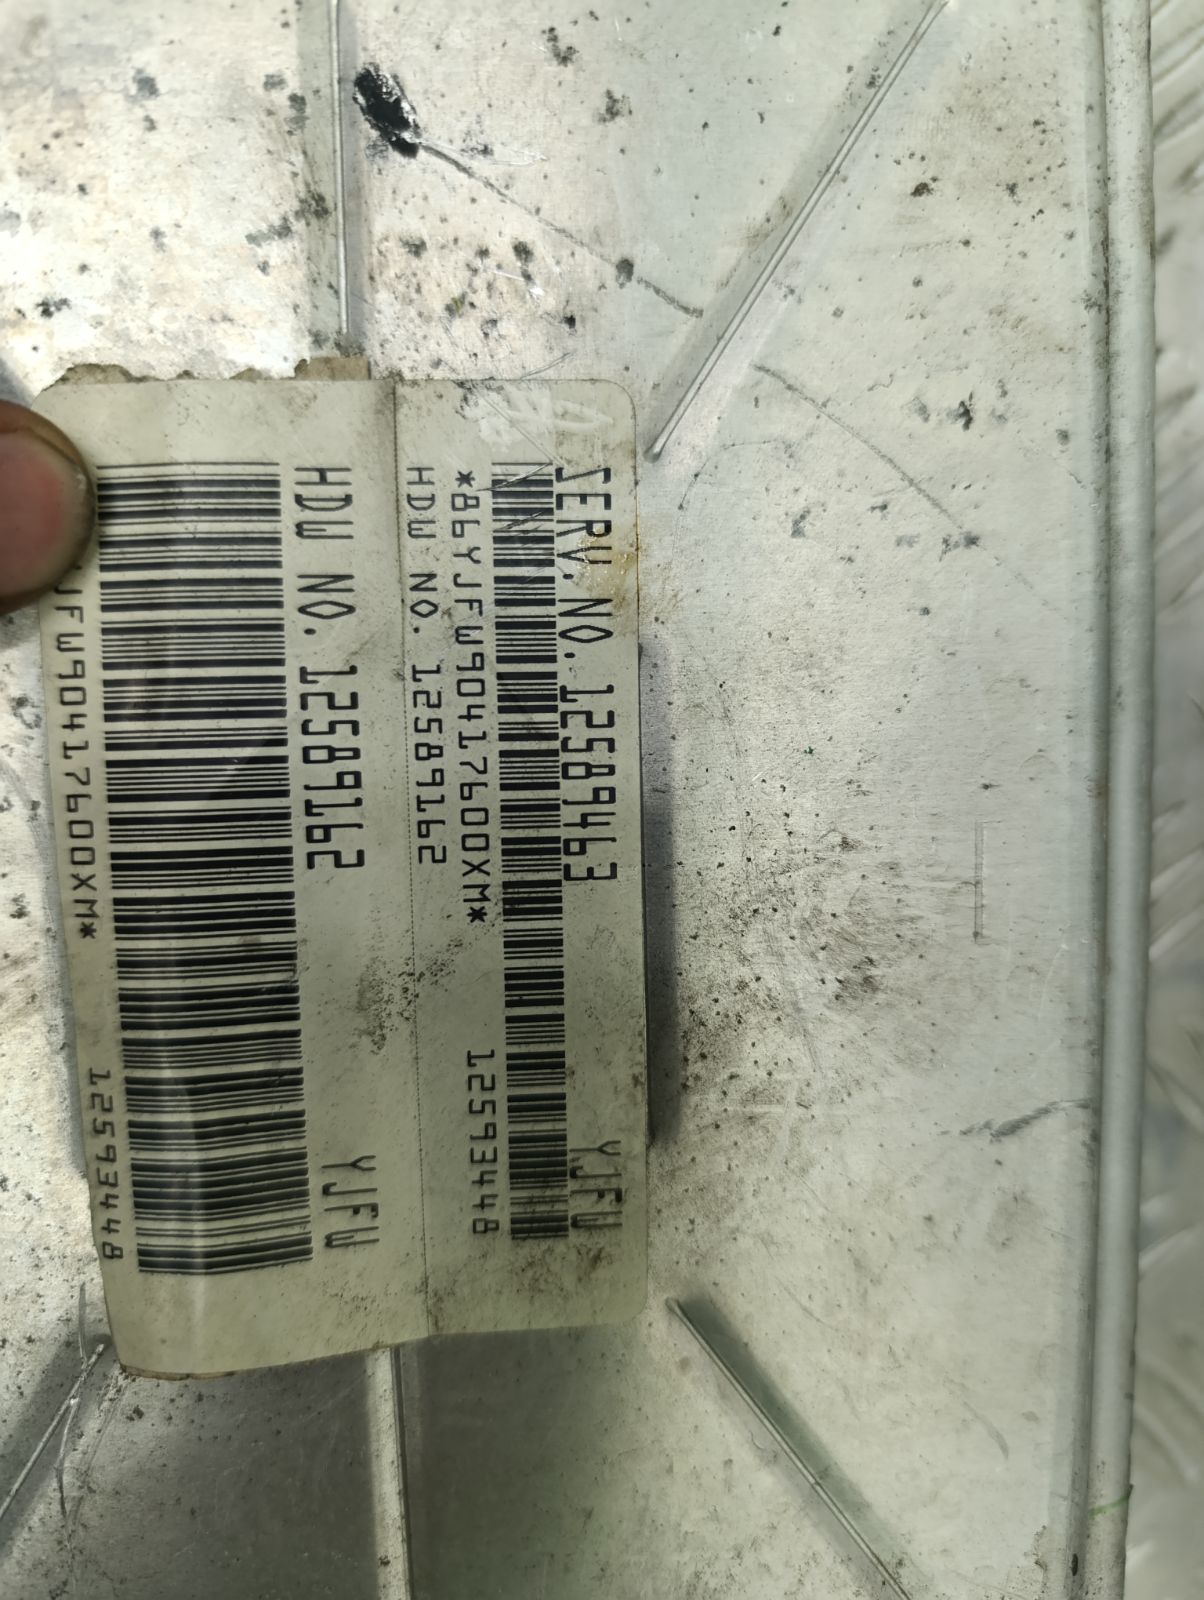 SERV.NO. 12589463 YJFW
*86YJFW90417600XM* 12593448
HDW NO. 12589162
HDW NO. 12589162 YJFW
JFW90417600XM* 12593448